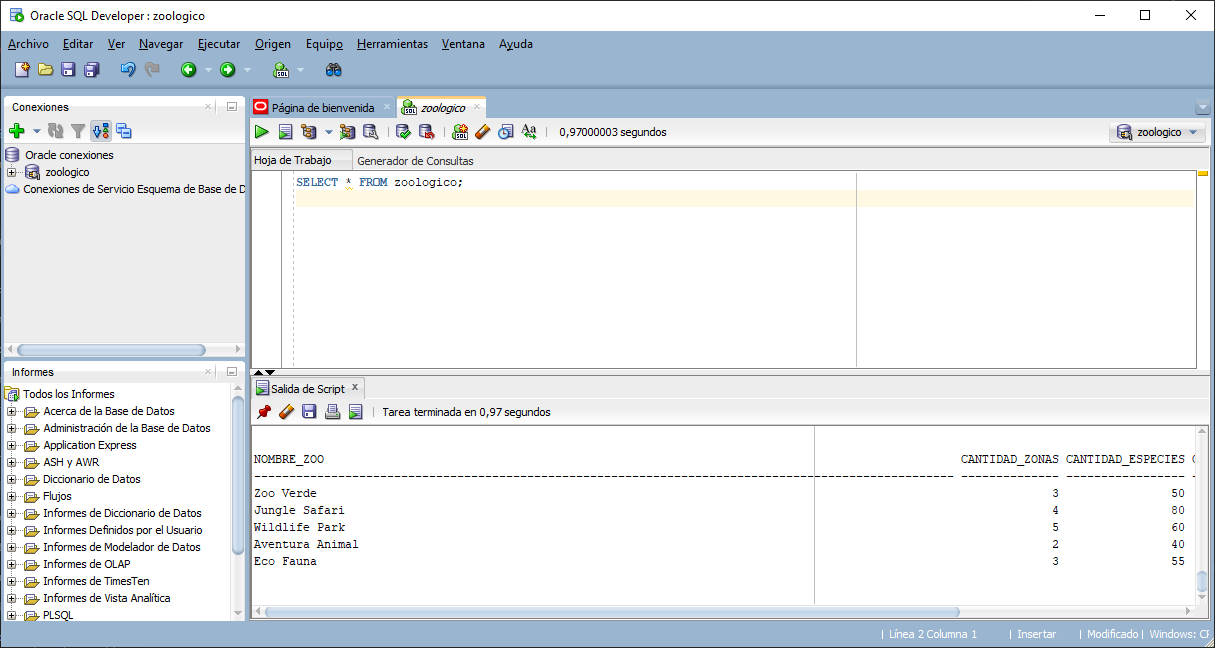 Oracle SQL Developer : zoologico
Archivo Editar Ver Navegar Ejecutar Origen Equipo Herramientas Ventana Ayuda
Conexiones
Oracle conexiones
zoologico
Conexiones de Servicio Esquema de Base de D
Informes
Todos los Informes
Acerca de la Base de Datos
Administración de la Base de Datos
Application Express
ASH y AWR
Diccionario de Datos
Flujos
Informes de Diccionario de Datos
Informes Definidos por el Usuario
Informes de Modelador de Datos
Informes de OLAP
Informes de TimesTen
Informes de Vista Analítica
PLSQL
Página de bienvenida zoologico
0,97000003 segundos zoologico
Hoja de Trabajo Generador de Consultas
SELECT * FROM zoologico;
Salida de Script
Tarea terminada en 0,97 segundos
NOMBRE_ZOO CANTIDAD_ZONAS CANTIDAD_ESPECIES
Zoo Verde 3 50
Jungle Safari 4 80
Wildlife Park 5 60
Aventura Animal 2 40
Eco Fauna 3 55
Línea 2 Columna 1 | Insertar | Modificado | Windows: CR